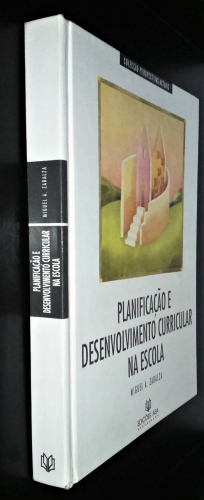 COLECÇÃO PERSPECTIVAS ACTUAIS
PLANIFICAÇÃO E
DESENVOLVIMENTO CURRICULAR
NA ESCOLA
MIGUEL A. ZABALZA
EDIÇÕES ASA
MIGUEL A. ZABALZA
PLANIFICAÇÃO E
DESENVOLVIMENTO CURRICULAR
NA ESCOLA